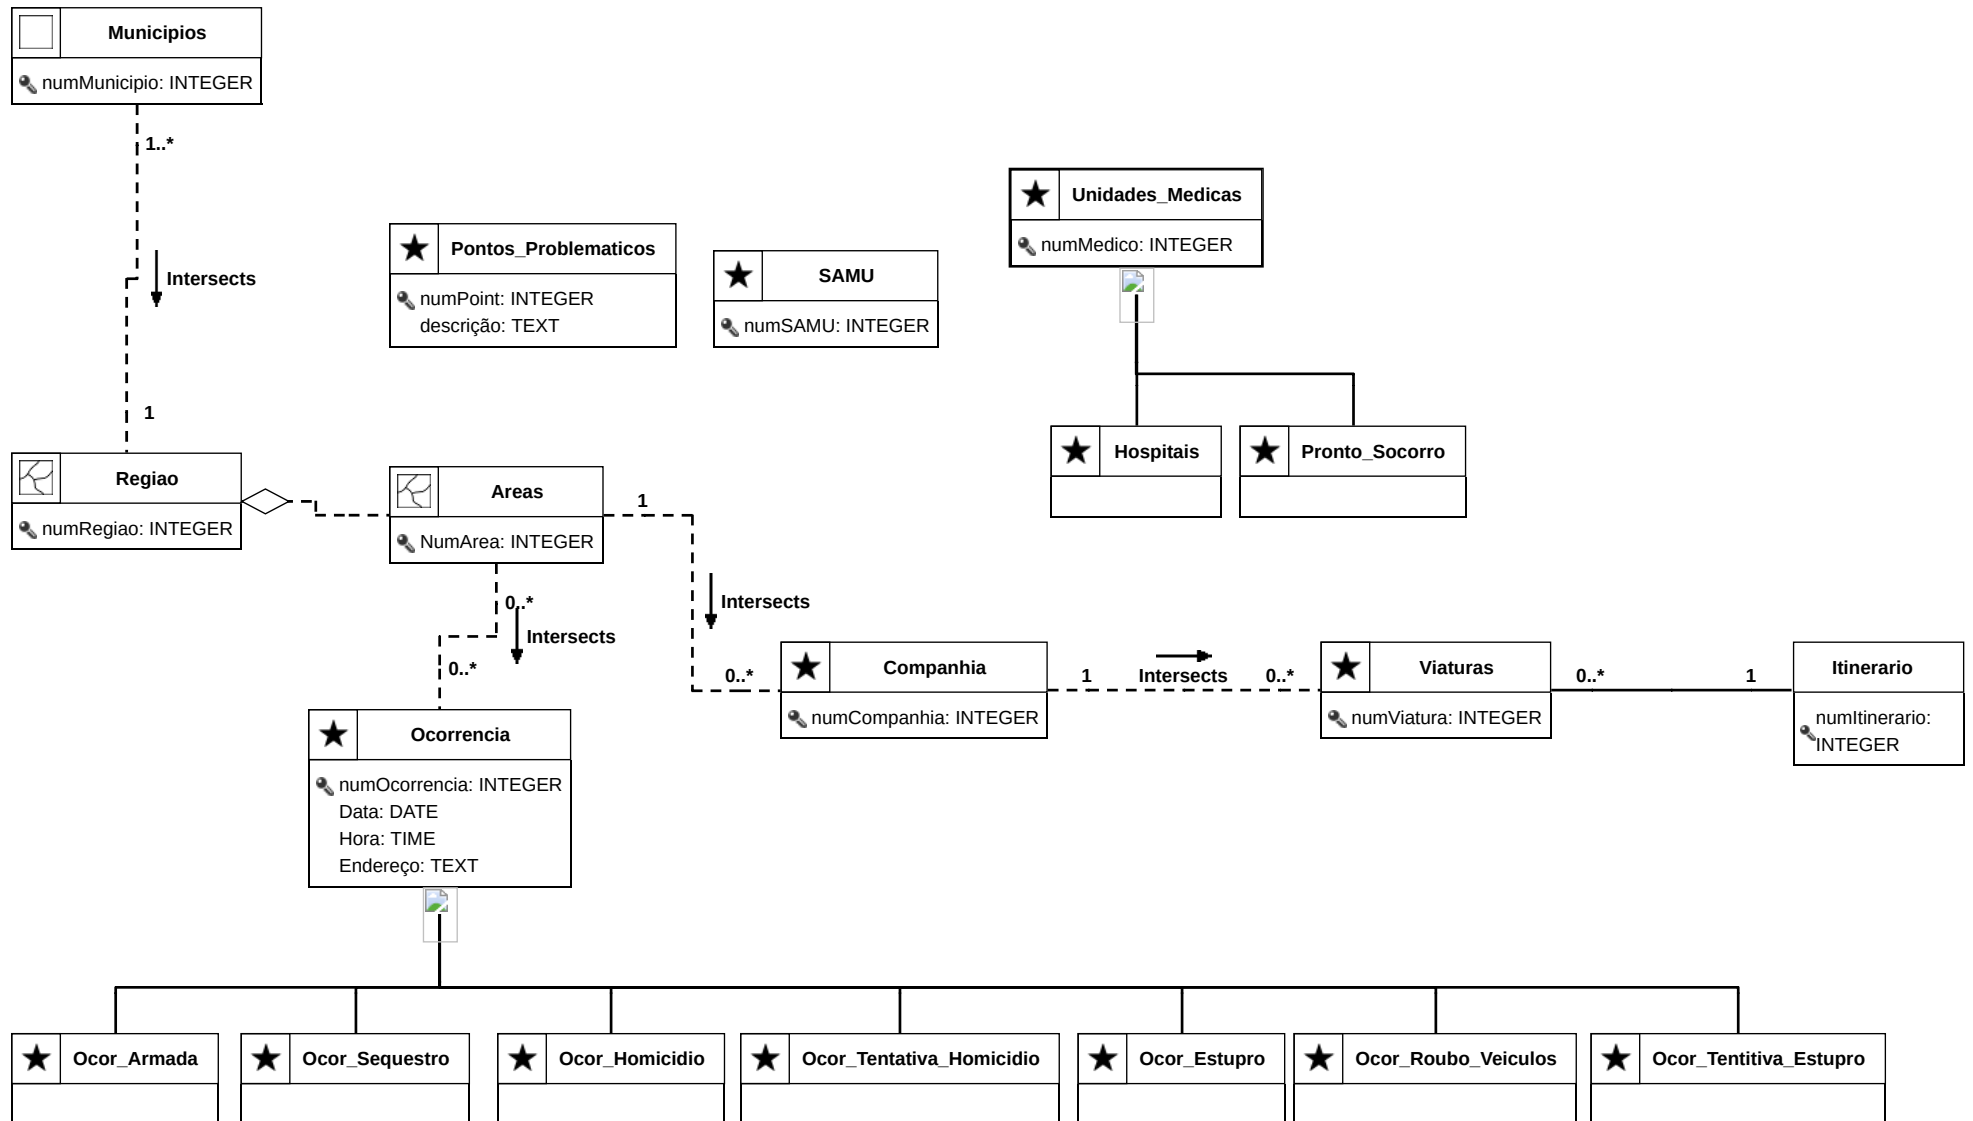 Municipios
numMunicipio: INTEGER
1..*
Intersects
1
Pontos_Problematicos
numPoint: INTEGER
descrição: TEXT
SAMU
numSAMU: INTEGER
Unidades_Medicas
numMedico: INTEGER
Hospitais
Pronto_Socorro
Regiao
numRegiao: INTEGER
Areas
NumArea: INTEGER
1
Intersects
0..*
0..*
Intersects
0..*
Companhia
numCompanhia: INTEGER
1
Intersects
0..*
Viaturas
numViatura: INTEGER
0..*
1
Itinerario
numItinerario:
INTEGER
Ocorrencia
numOcorrencia: INTEGER
Data: DATE
Hora: TIME
Endereço: TEXT
Ocor_Armada
Ocor_Sequestro
Ocor_Homicidio
Ocor_Tentativa_Homicidio
Ocor_Estupro
Ocor_Roubo_Veiculos
Ocor_Tentitiva_Estupro